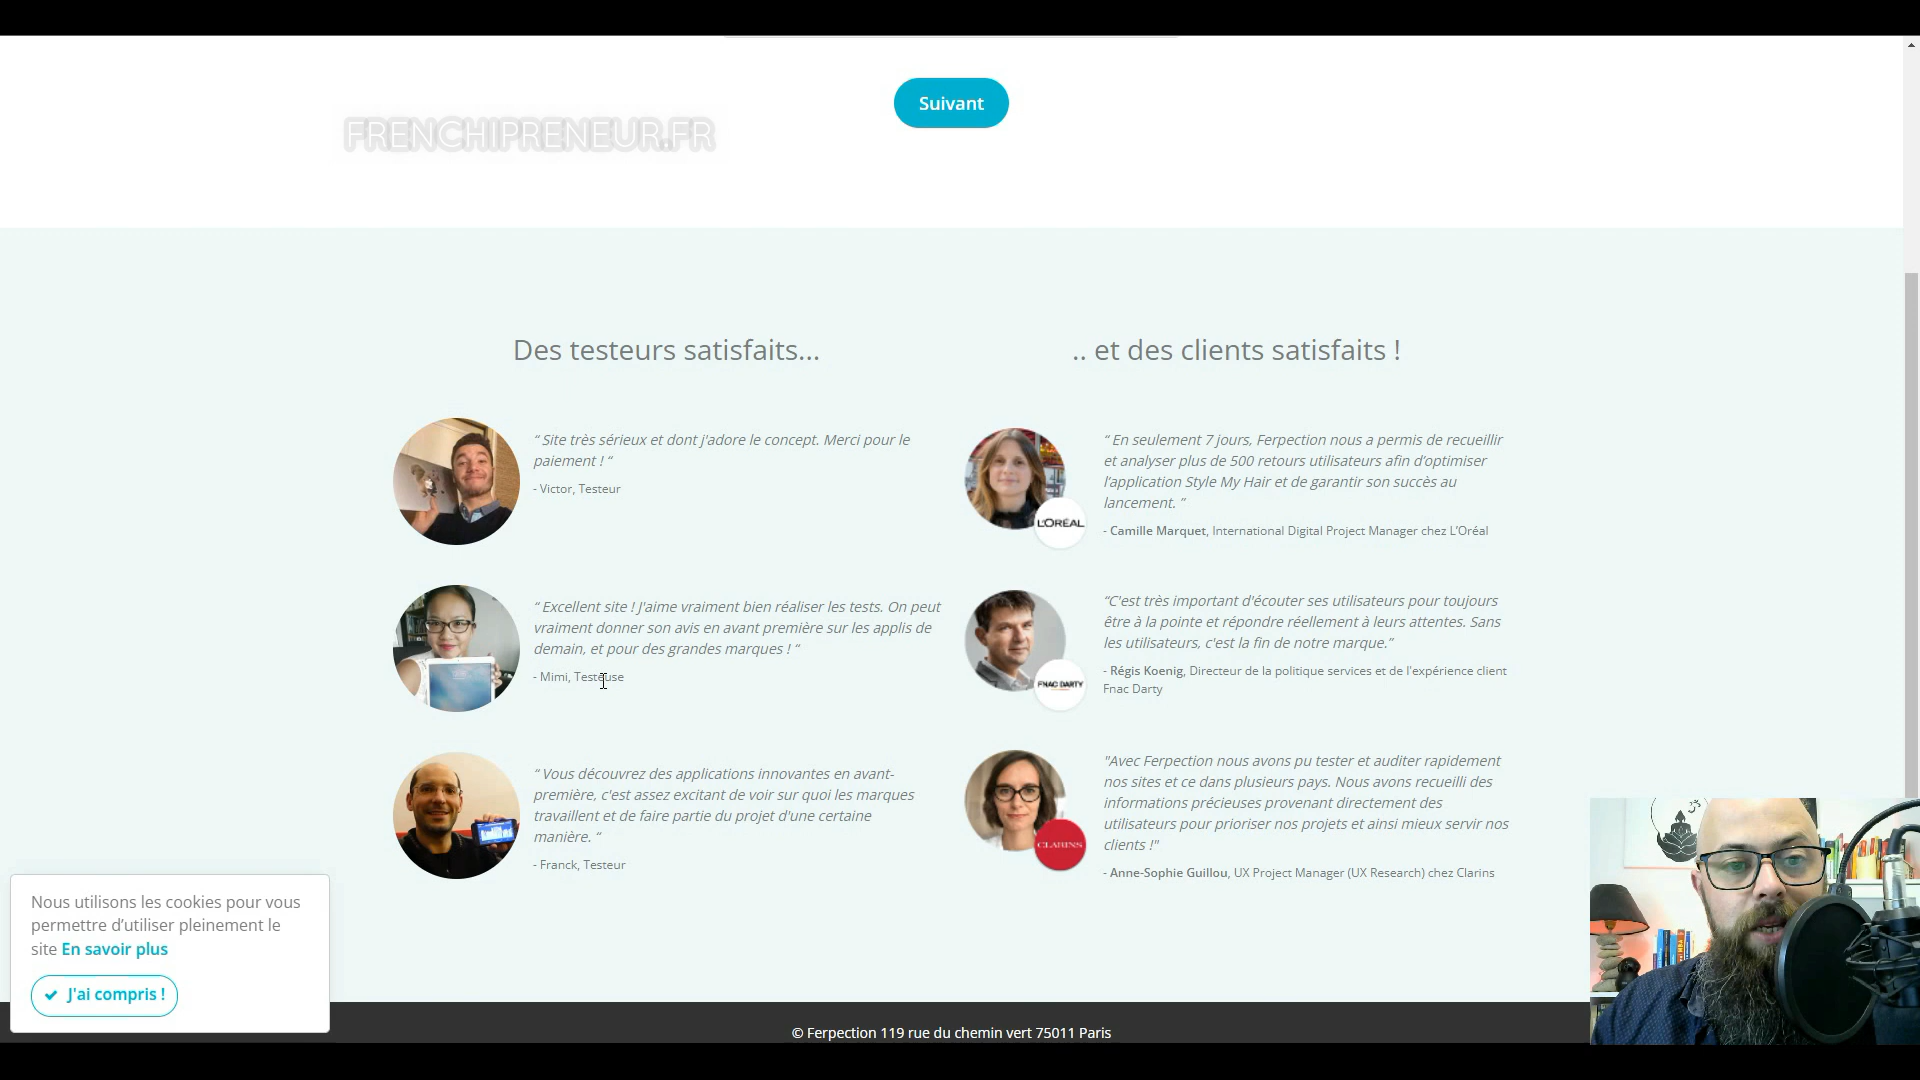 Suivant
FRENCHIPRENEUR.FR
Des testeurs satisfaits...
“ Site très sérieux et dont j'adore le concept. Merci pour le
paiement ! “
- Victor, Testeur
“ Excellent site ! J'aime vraiment bien réaliser les tests. On peut
vraiment donner son avis en avant première sur les applis de
demain, et pour des grandes marques ! “
- Mimi, Testeuse
“ Vous découvrez des applications innovantes en avant-
première, c'est assez excitant de voir sur quoi les marques
travaillent et de faire partie du projet d'une certaine
manière. “
- Franck, Testeur
.. et des clients satisfaits !
“ En seulement 7 jours, Ferpection nous a permis de recueillir
et analyser plus de 500 retours utilisateurs afin d’optimiser
l’application Style My Hair et de garantir son succès au
lancement. “
L'ORÉAL
- Camille Marquet, International Digital Project Manager chez L’Oréal
“C'est très important d'écouter ses utilisateurs pour toujours
être à la pointe et répondre réellement à leurs attentes. Sans
les utilisateurs, c'est la fin de notre marque.”
FNAC DARTY
- Régis Koenig, Directeur de la politique services et de l'expérience client
Fnac Darty
"Avec Ferpection nous avons pu tester et auditer rapidement
nos sites et ce dans plusieurs pays. Nous avons recueilli des
informations précieuses provenant directement des
utilisateurs pour prioriser nos projets et ainsi mieux servir nos
clients !"
CLARINS
- Anne-Sophie Guillou, UX Project Manager (UX Research) chez Clarins
Nous utilisons les cookies pour vous
permettre d’utiliser pleinement le
site En savoir plus
J'ai compris !
© Ferpection 119 rue du chemin vert 75011 Paris